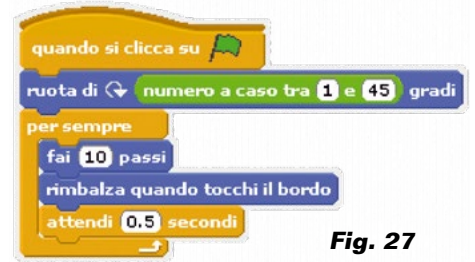 quando si clicca su
ruota di numero a caso tra 1 e 45 gradi
per sempre
fai 10 passi
rimbalza quando tocchi il bordo
attendi 0.5 secondi
Fig. 27